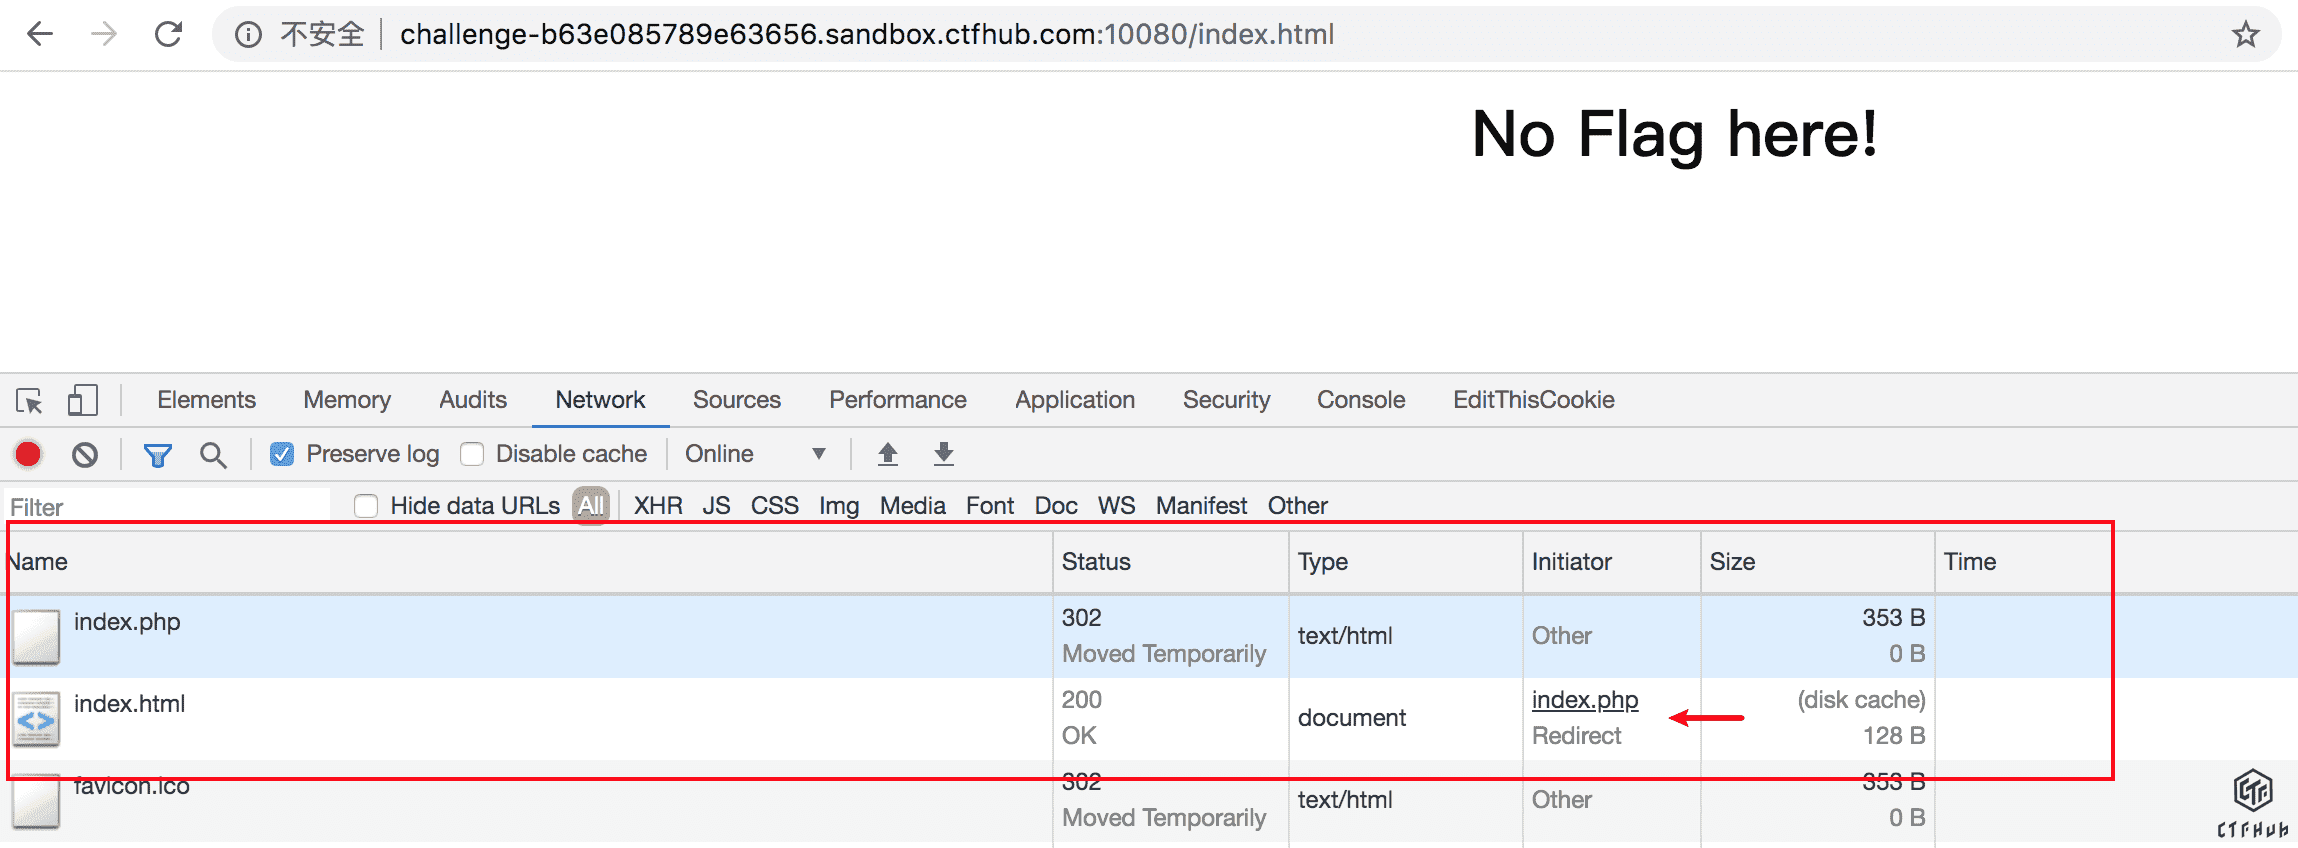 不安全 challenge-b63e085789e63656.sandbox.ctfhub.com:10080/index.html
No Flag here!
Elements Memory Audits Network Sources Performance Application Security Console EditThisCookie
Preserve log Disable cache Online
Filter Hide data URLs All XHR JS CSS Img Media Font Doc WS Manifest Other
Name Status Type Initiator Size Time
index.php 302 text/html Other 353 B
Moved Temporarily 0 B
index.html 200 document index.php (disk cache)
OK Redirect 128 B
favicon.ico 302 text/html Other 353 B
Moved Temporarily 0 B
CTFHub